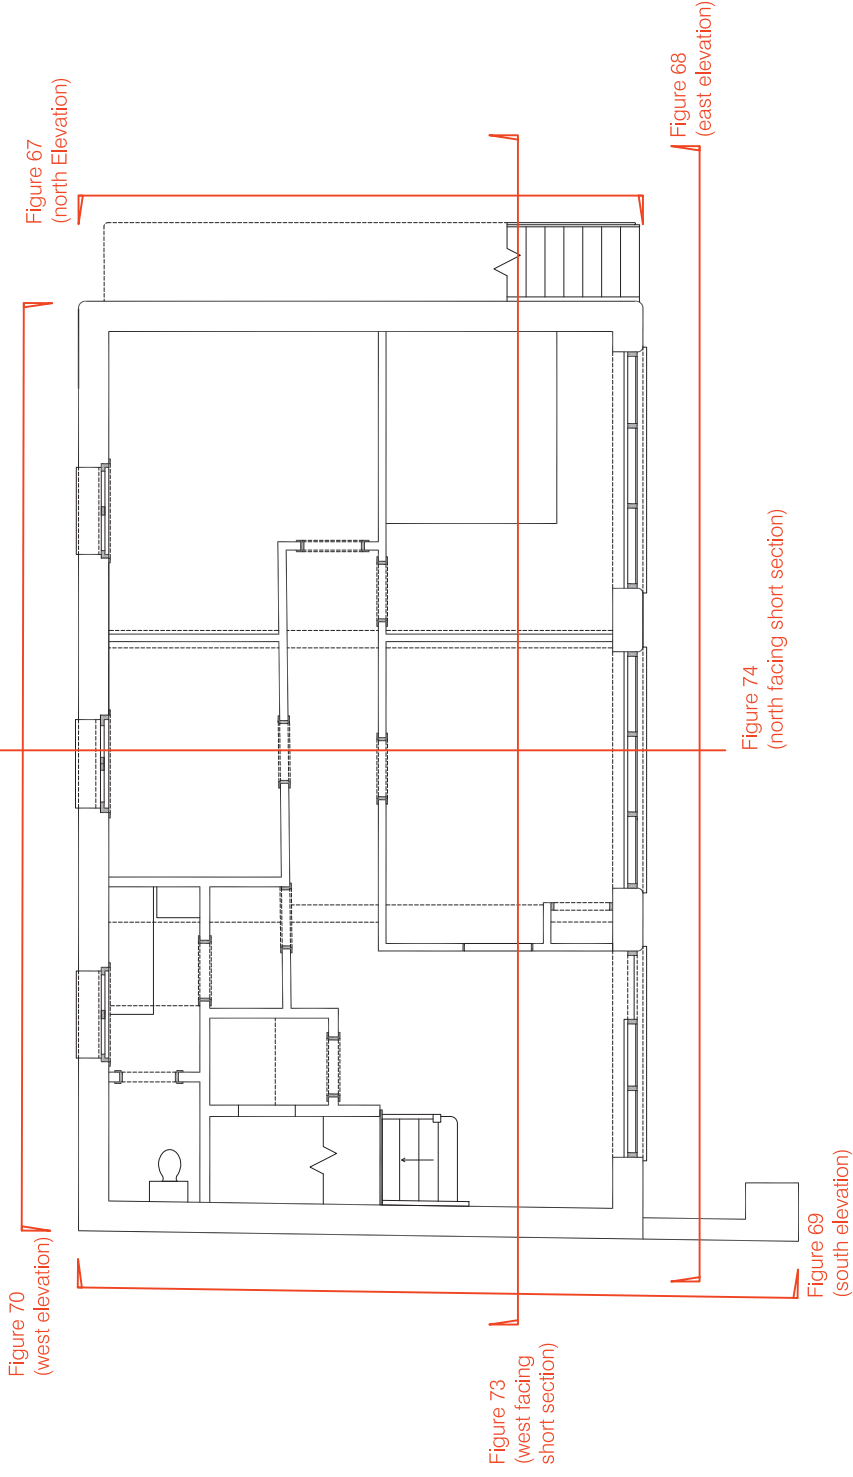 Figure 67
(north Elevation)
Figure 68
(east elevation)
Figure 74
(north facing short section)
Figure 69
(south elevation)
Figure 70
(west elevation)
Figure 73
(west facing
short section)